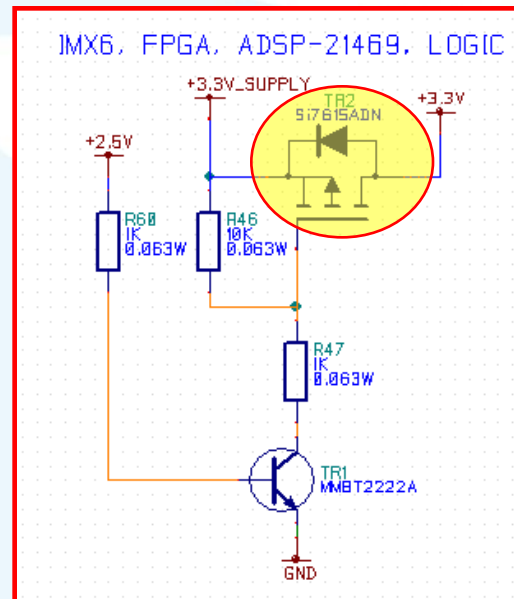 IMX6, FPGA, ADSP-21469, LOGIC
+3.3V_SUPPLY
TR2
Si7615ADN
+3.3V
+2.5V
R60
1K
0.063W
R46
10K
0.063W
R47
1K
0.063W
TR1
MMBT2222A
GND